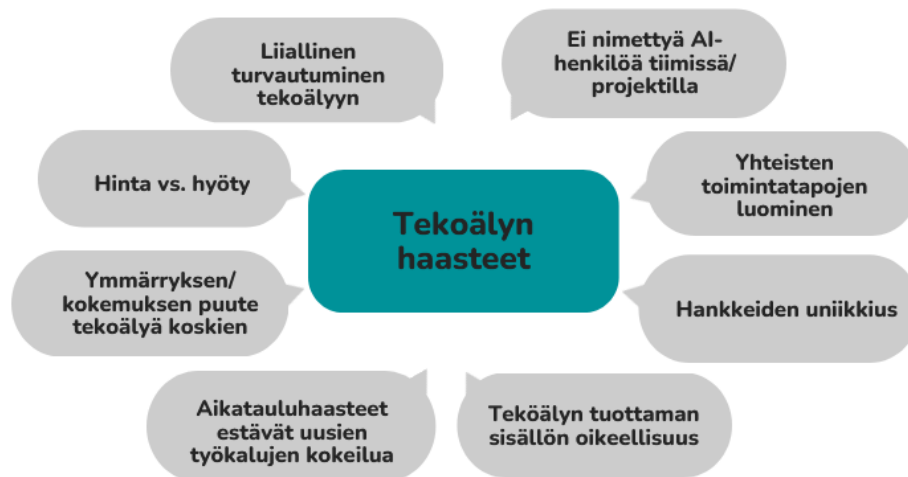 Liiallinen
turvautuminen
tekoälyyn
Ei nimettyä AI-
henkilöä tiimissä/
projektilla
Hinta vs. hyöty
Yhteisten
toimintatapojen
luominen
Tekoälyn
haasteet
Ymmärryksen/
kokemuksen puute
tekoälyä koskien
Hankkeiden uniikkius
Aikatauluhaasteet
estävät uusien
työkalujen kokeilua
Teköälyn tuottaman
sisällön oikeellisuus